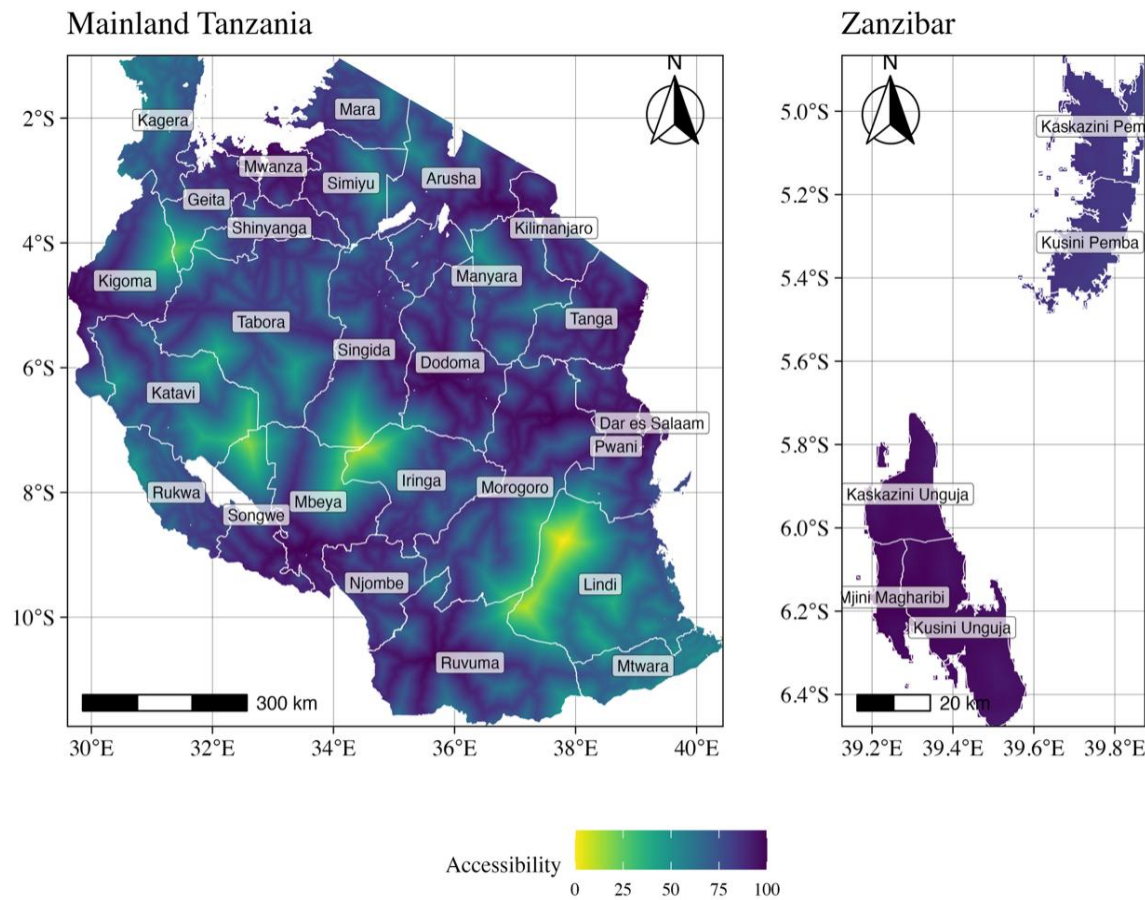 Mainland Tanzania
Zanzibar
N
N
2°S
4°S
6°S
8°S
10°S
30°E
32°E
34°E
36°E
38°E
40°E
Kagera
Mara
Mwanza
Simiyu
Arusha
Geita
Shinyanga
Kilimanjaro
Kigoma
Manyara
Tabora
Tanga
Singida
Dodoma
Katavi
Dar es Salaam
Pwani
Iringa
Morogoro
Rukwa
Mbeya
Songwe
Njombe
Lindi
Ruvuma
Mtwara
300 km
5.0°S
5.2°S
5.4°S
5.6°S
5.8°S
6.0°S
6.2°S
6.4°S
39.2°E
39.4°E
39.6°E
39.8°E
Kaskazini Pem
Kusini Pemba
Kaskazini Unguja
Mjini Magharibi
Kusini Unguja
20 km
Accessibility
0 25 50 75 100